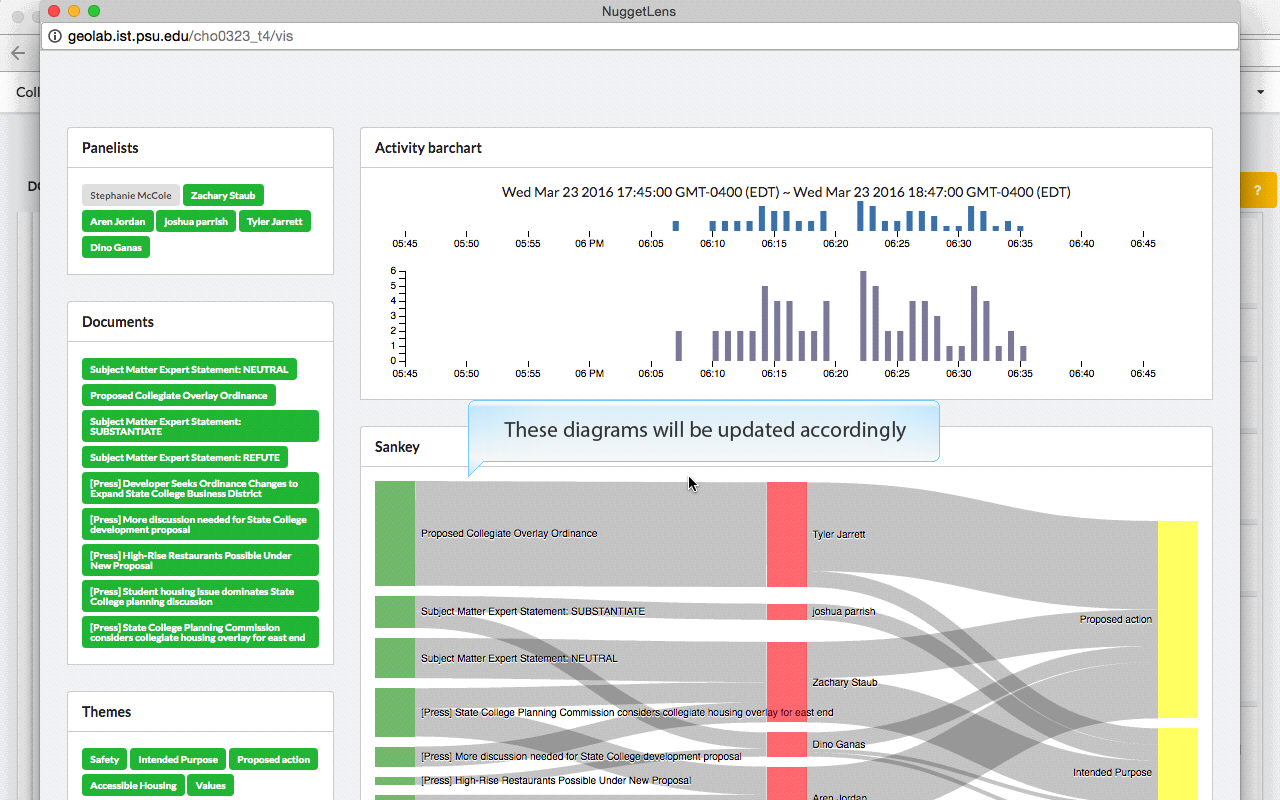 NuggetLens
geolab.ist.psu.edu/cho0323_t4/vis
Coll
DO
?
Panelists
Stephanie McCole
Zachary Staub
Aren Jordan
joshua parrish
Tyler Jarrett
Dino Ganas
Documents
Subject Matter Expert Statement: NEUTRAL
Proposed Collegiate Overlay Ordinance
Subject Matter Expert Statement:
SUBSTANTIATE
Subject Matter Expert Statement: REFUTE
[Press] Developer Seeks Ordinance Changes to
Expand State College Business District
[Press] More discussion needed for State College
development proposal
[Press] High-Rise Restaurants Possible Under
New Proposal
[Press] Student housing issue dominates State
College planning discussion
[Press] State College Planning Commission
considers collegiate housing overlay for east end
Themes
Safety
Intended Purpose
Proposed action
Accessible Housing
Values
Activity barchart
Wed Mar 23 2016 17:45:00 GMT-0400 (EDT) ~ Wed Mar 23 2016 18:47:00 GMT-0400 (EDT)
05:45 05:50 05:55 06 PM 06:05 06:10 06:15 06:20 06:25 06:30 06:35 06:40 06:45
6
5
4
3
2
1
0
05:45 05:50 05:55 06 PM 06:05 06:10 06:15 06:20 06:25 06:30 06:35 06:40 06:45
These diagrams will be updated accordingly
Sankey
Proposed Collegiate Overlay Ordinance
Tyler Jarrett
Subject Matter Expert Statement: SUBSTANTIATE
joshua parrish
Proposed action
Subject Matter Expert Statement: NEUTRAL
Zachary Staub
[Press] State College Planning Commission considers collegiate housing overlay for east end
Dino Ganas
[Press] More discussion needed for State College development proposal
Intended Purpose
[Press] High-Rise Restaurants Possible Under New Proposal
Aren Jordan